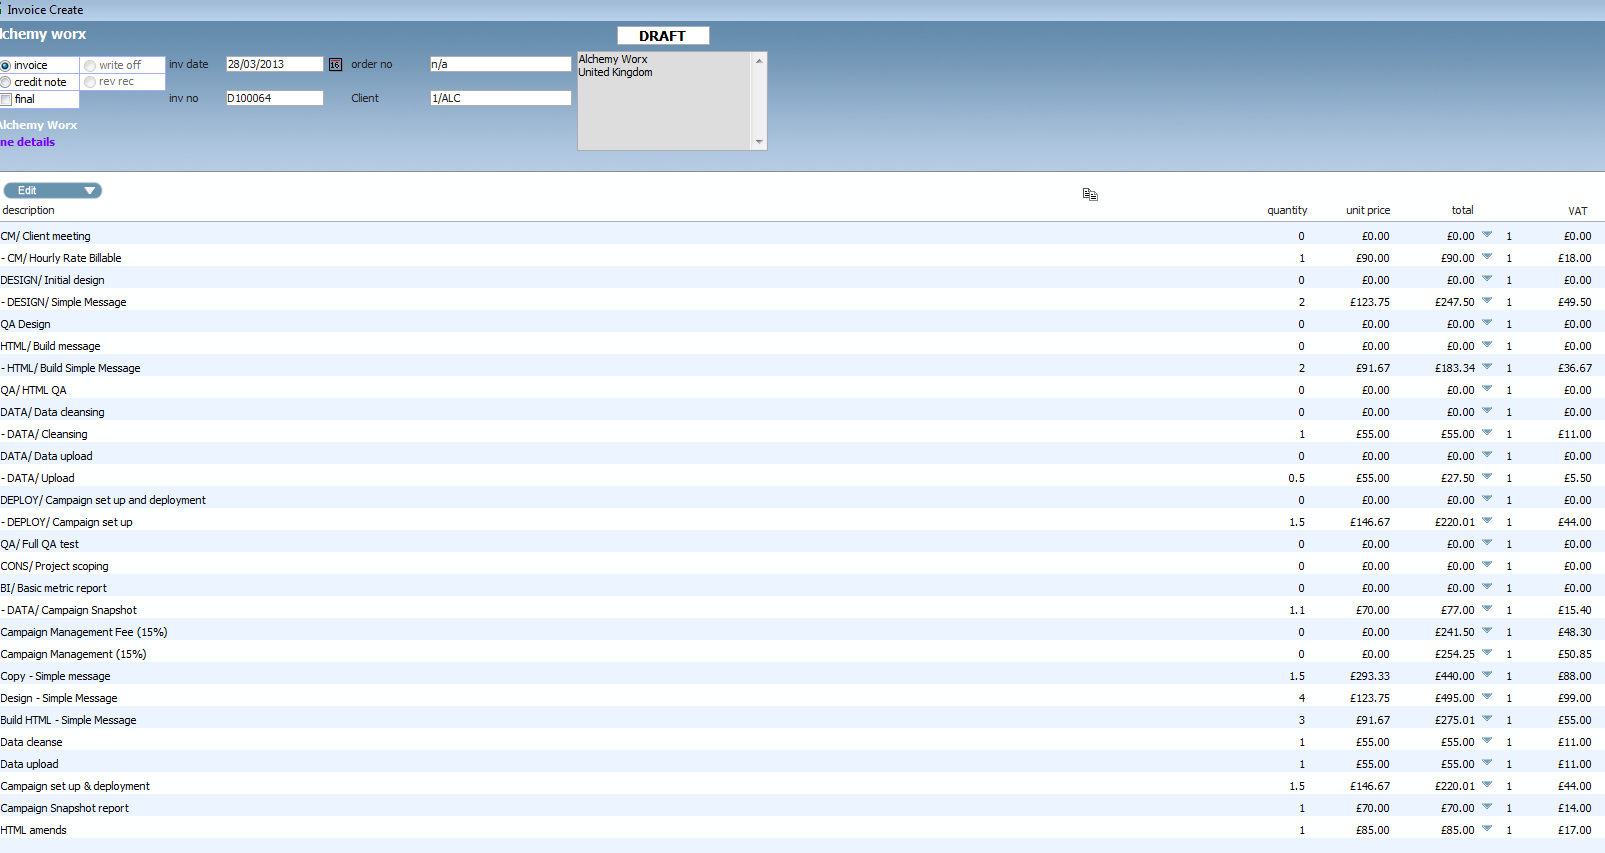 Invoice Create
lchemy worx
DRAFT
invoice write off inv date 28/03/2013 16 order no n/a
credit note rev rec
final inv no D100064 Client 1/ALC
Alchemy Worx
United Kingdom
Alchemy Worx
ne details
Edit
description quantity unit price total VAT
CM/ Client meeting 0 £0.00 £0.00 1 £0.00
- CM/ Hourly Rate Billable 1 £90.00 £90.00 1 £18.00
DESIGN/ Initial design 0 £0.00 £0.00 1 £0.00
- DESIGN/ Simple Message 2 £123.75 £247.50 1 £49.50
QA Design 0 £0.00 £0.00 1 £0.00
HTML/ Build message 0 £0.00 £0.00 1 £0.00
- HTML/ Build Simple Message 2 £91.67 £183.34 1 £36.67
QA/ HTML QA 0 £0.00 £0.00 1 £0.00
DATA/ Data cleansing 0 £0.00 £0.00 1 £0.00
- DATA/ Cleansing 1 £55.00 £55.00 1 £11.00
DATA/ Data upload 0 £0.00 £0.00 1 £0.00
- DATA/ Upload 0.5 £55.00 £27.50 1 £5.50
DEPLOY/ Campaign set up and deployment 0 £0.00 £0.00 1 £0.00
- DEPLOY/ Campaign set up 1.5 £146.67 £220.01 1 £44.00
QA/ Full QA test 0 £0.00 £0.00 1 £0.00
CONS/ Project scoping 0 £0.00 £0.00 1 £0.00
BI/ Basic metric report 0 £0.00 £0.00 1 £0.00
- DATA/ Campaign Snapshot 1.1 £70.00 £77.00 1 £15.40
Campaign Management Fee (15%) 0 £0.00 £241.50 1 £48.30
Campaign Management (15%) 0 £0.00 £254.25 1 £50.85
Copy - Simple message 1.5 £293.33 £440.00 1 £88.00
Design - Simple Message 4 £123.75 £495.00 1 £99.00
Build HTML - Simple Message 3 £91.67 £275.01 1 £55.00
Data cleanse 1 £55.00 £55.00 1 £11.00
Data upload 1 £55.00 £55.00 1 £11.00
Campaign set up & deployment 1.5 £146.67 £220.01 1 £44.00
Campaign Snapshot report 1 £70.00 £70.00 1 £14.00
HTML amends 1 £85.00 £85.00 1 £17.00